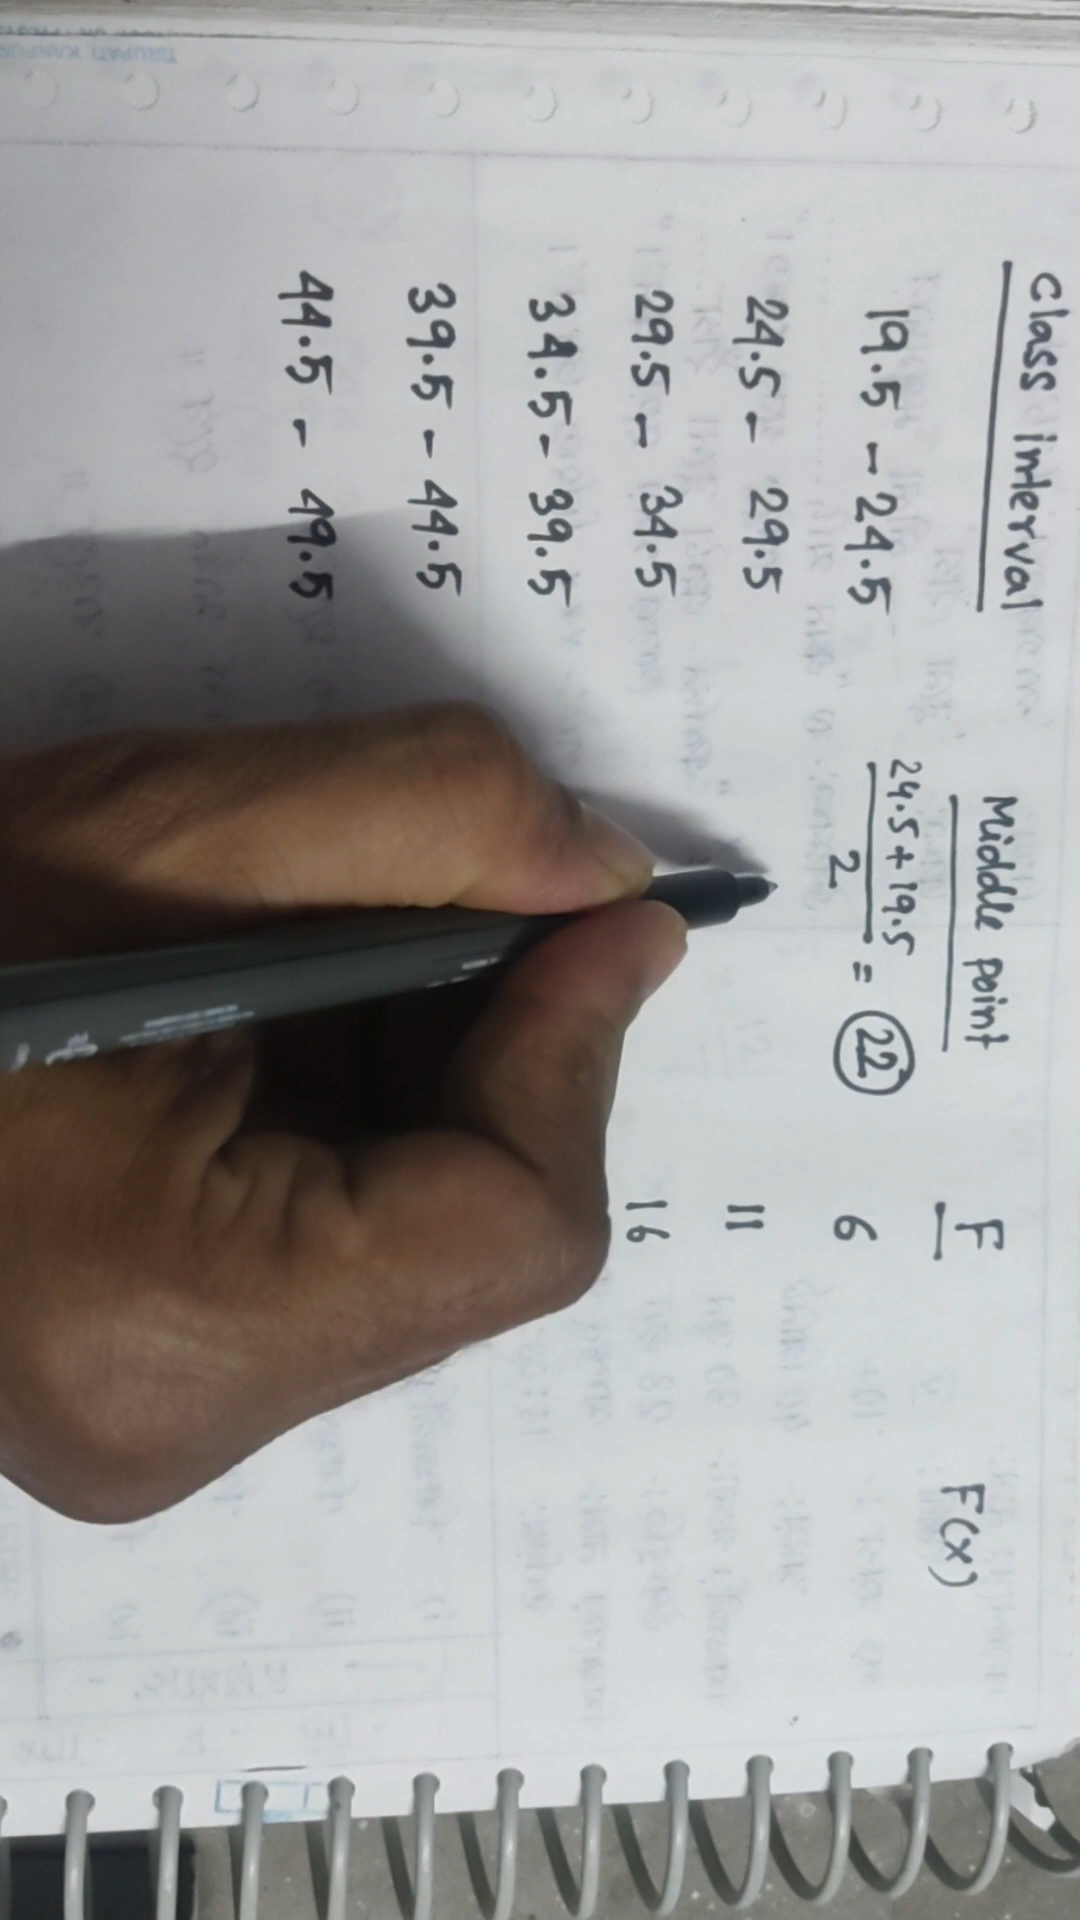 Class interval Middle point F F(x)
19.5 - 24.5 24.5+19.5/2 = 22 6
24.5 - 29.5 11
29.5 - 34.5 16
34.5 - 39.5
39.5 - 44.5
44.5 - 49.5